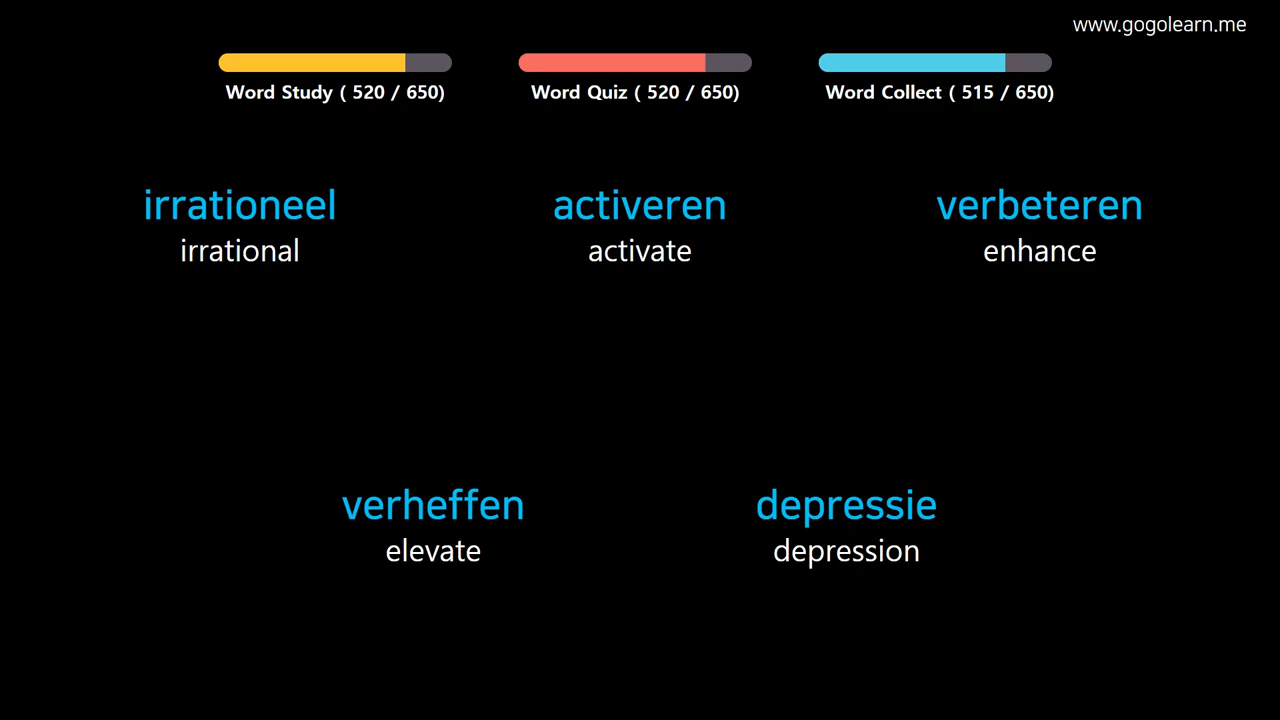 www.gogolearn.me
Word Study ( 520 / 650)
Word Quiz ( 520 / 650)
Word Collect ( 515 / 650)
irrationeel
irrational
activeren
activate
verbeteren
enhance
verheffen
elevate
depressie
depression